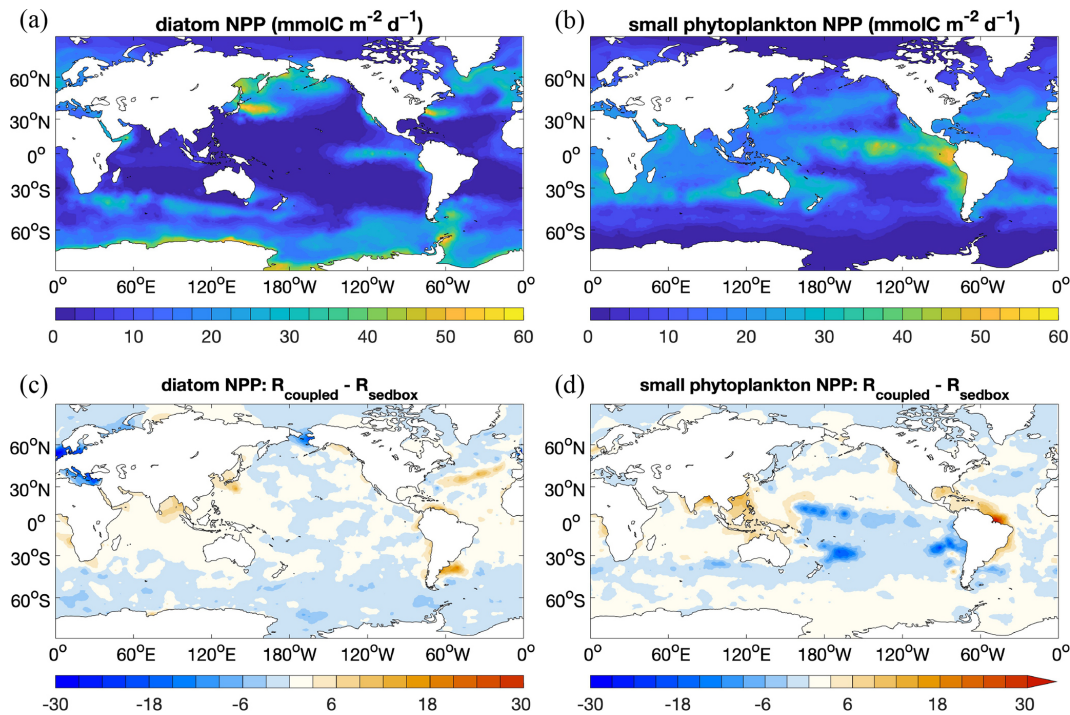 (a) diatom NPP (mmolC m⁻² d⁻¹)
60°N
30°N
0°
30°S
60°S
0° 60°E 120°E 180°W 120°W 60°W 0°
0 10 20 30 40 50 60
(b) small phytoplankton NPP (mmolC m⁻² d⁻¹)
60°N
30°N
0°
30°S
60°S
0° 60°E 120°E 180°W 120°W 60°W 0°
0 10 20 30 40 50 60
(c) diatom NPP: R_coupled - R_sedbox
60°N
30°N
0°
30°S
60°S
0° 60°E 120°E 180°W 120°W 60°W 0°
-30 -18 -6 6 18 30
(d) small phytoplankton NPP: R_coupled - R_sedbox
60°N
30°N
0°
30°S
60°S
0° 60°E 120°E 180°W 120°W 60°W 0°
-30 -18 -6 6 18 30